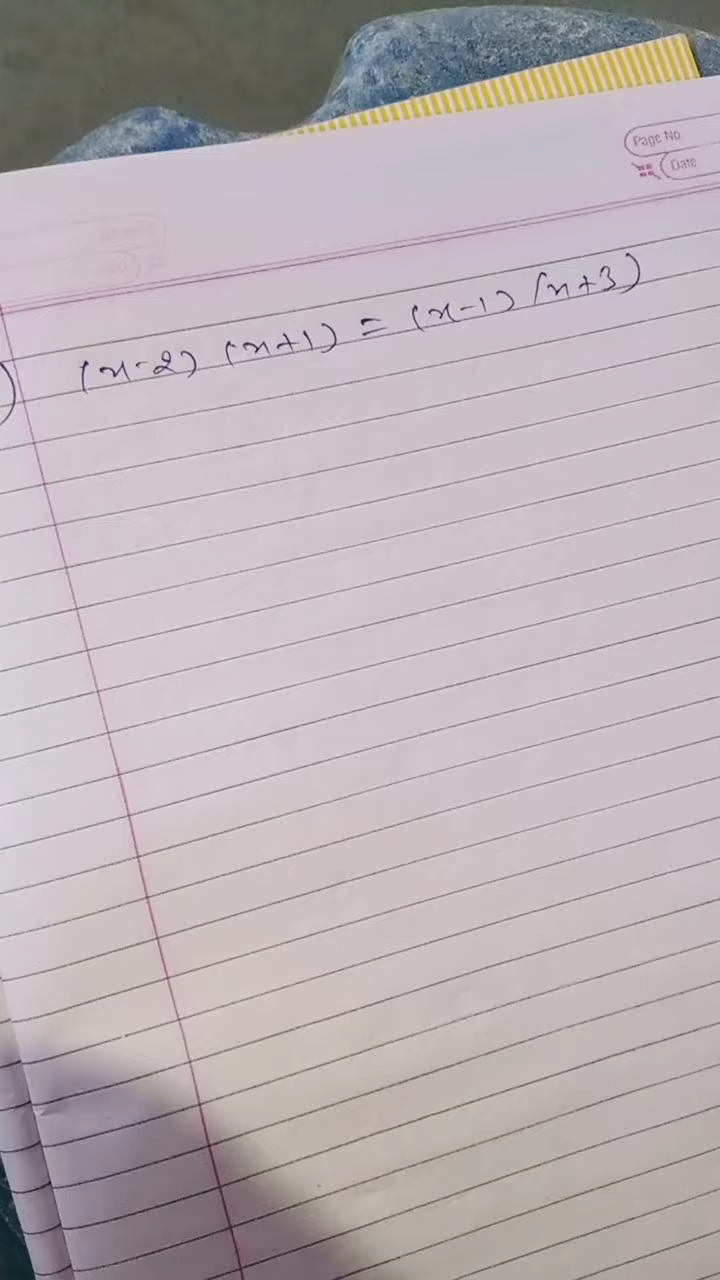 Page No
Date
) (x-2) (x+1) = (x-1) (x+3)